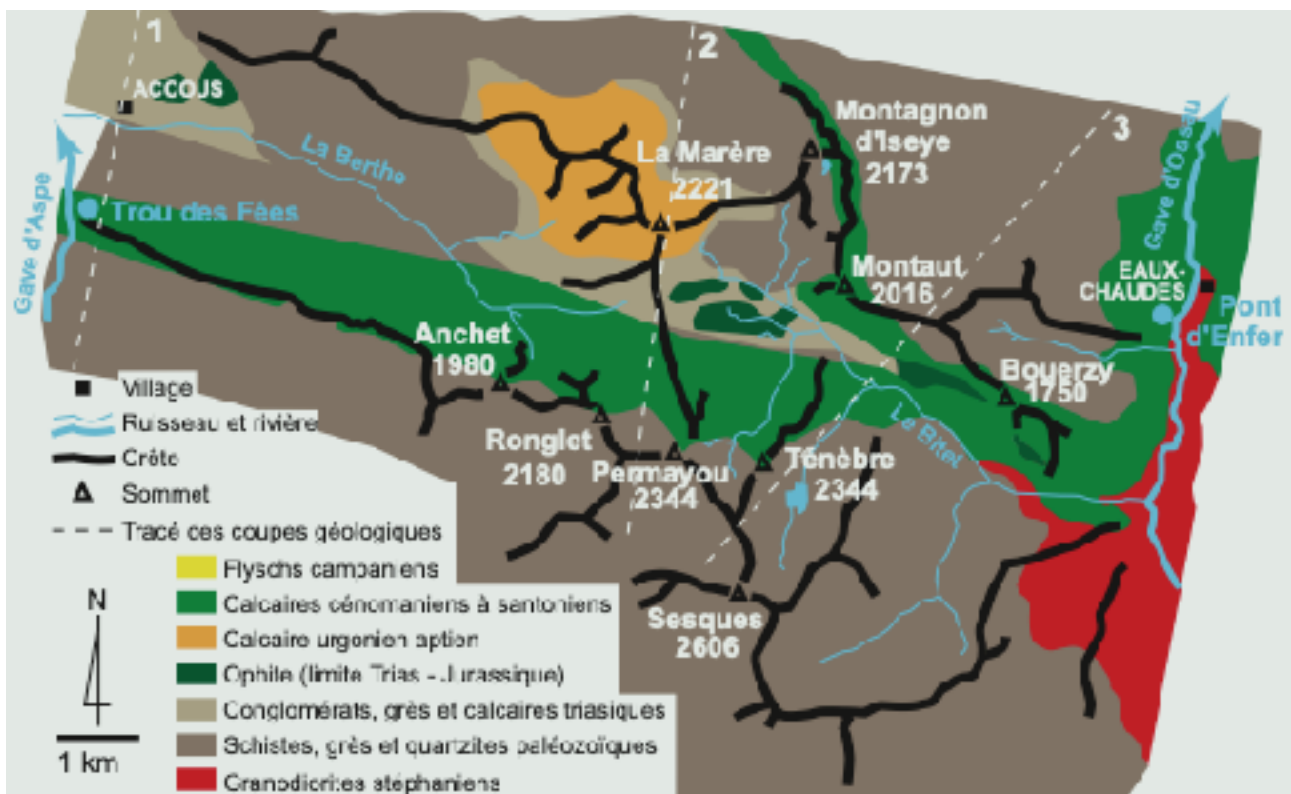 1
2
3
ACCOUS
La Berthe
Gave d'Aspe
Trou des Fées
La Marère
2221
Montagnon
d'Iseye
2173
Gave d'Ossau
Montaut
2016
EAUX-
CHAUDES
Pont
d'Enfer
Bouerzy
1750
Anchet
1980
Ronglet
2180
Permayou
2344
Ténèbre
2344
Le Bitet
Sesques
2606
Village
Ruisseau et rivière
Crête
Sommet
Tracé des coupes géologiques
Flyschs campaniens
Calcaires cénomaniens à santoniens
Calcaire urgonien aptien
Ophite (limite Trias - Jurassique)
Conglomérats, grès et calcaires triasiques
Schistes, grès et quartzites paléozoïques
Granodiorites stéphaniens
N
1 km